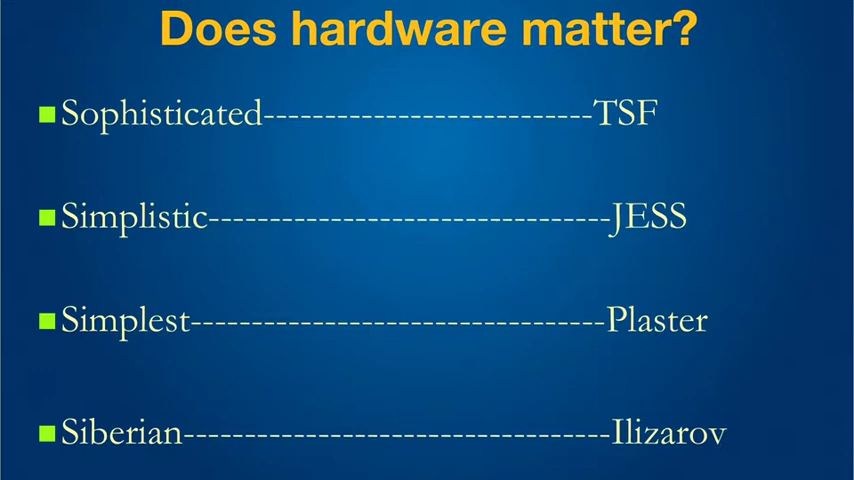 Does hardware matter?
Sophisticated---------------------------TSF
Simplistic---------------------------------JESS
Simplest----------------------------------Plaster
Siberian-----------------------------------Ilizarov